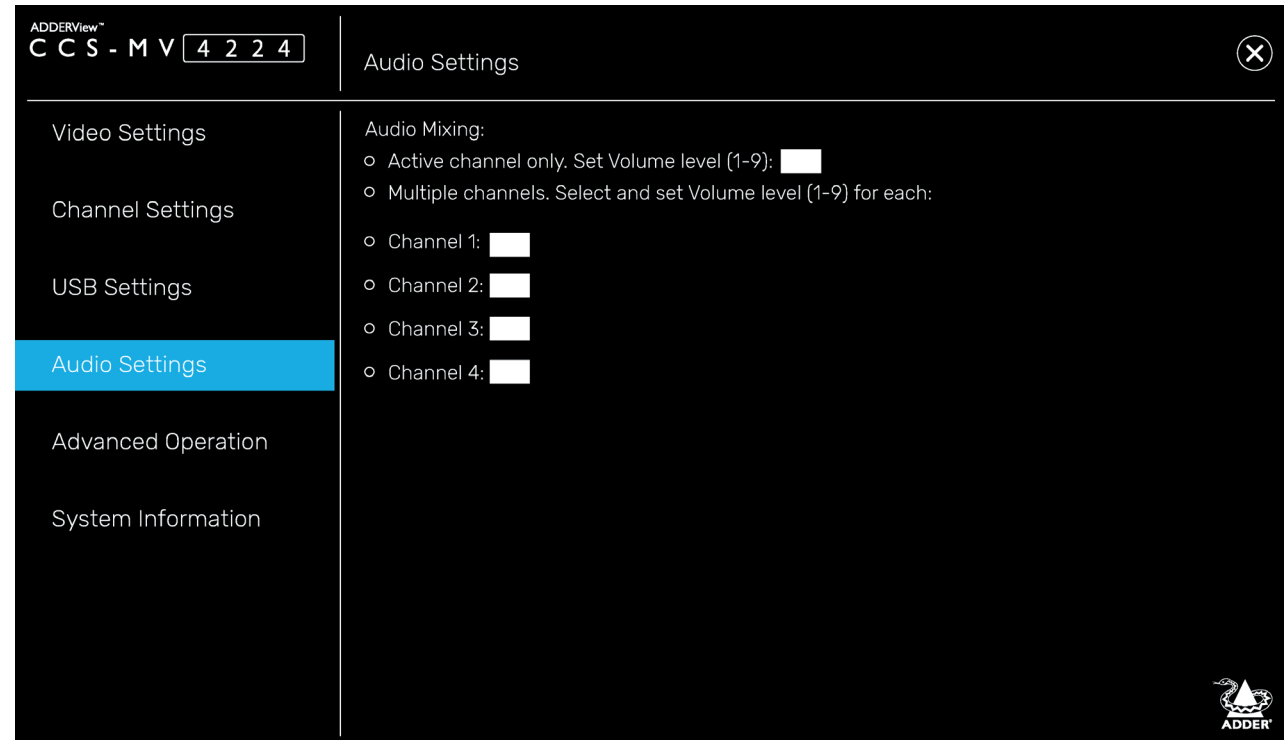 ADDERView™
CCS-MV4224
Audio Settings
Video Settings
Channel Settings
USB Settings
Audio Settings
Advanced Operation
System Information
Audio Mixing:
Active channel only. Set Volume level (1-9):
Multiple channels. Select and set Volume level (1-9) for each:
Channel 1:
Channel 2:
Channel 3:
Channel 4:
ADDER®